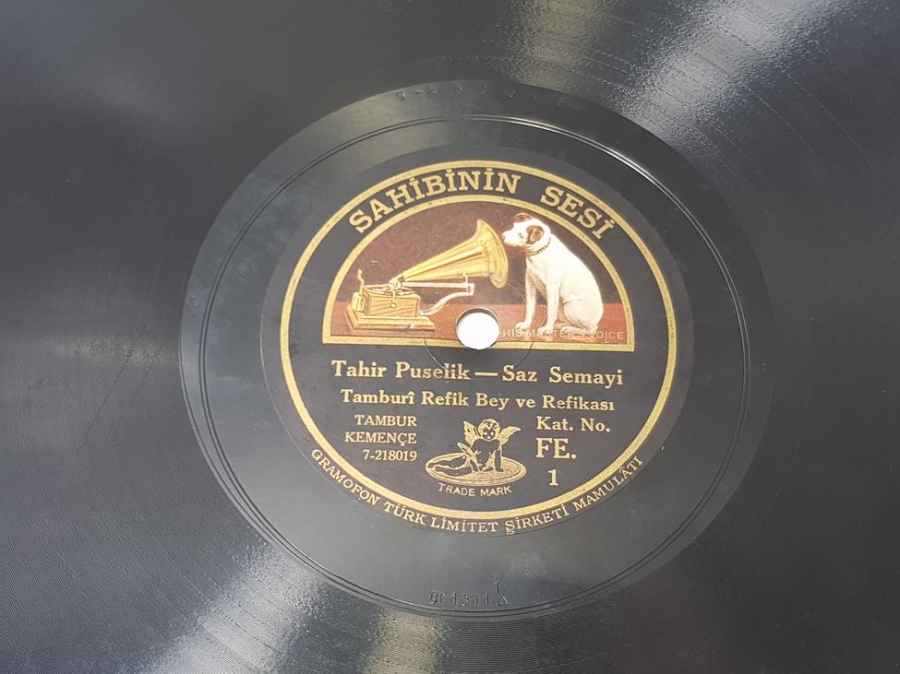 SAHİBİNİN SESİ
HIS MASTER'S VOICE
Tahir Puselik — Saz Semayi
Tamburî Refik Bey ve Refikası
TAMBUR
KEMENÇE
7-218019
Kat. No.
FE.
1
TRADE MARK
GRAMOFON TÜRK LİMİTET ŞİRKETİ MAMULÂTI